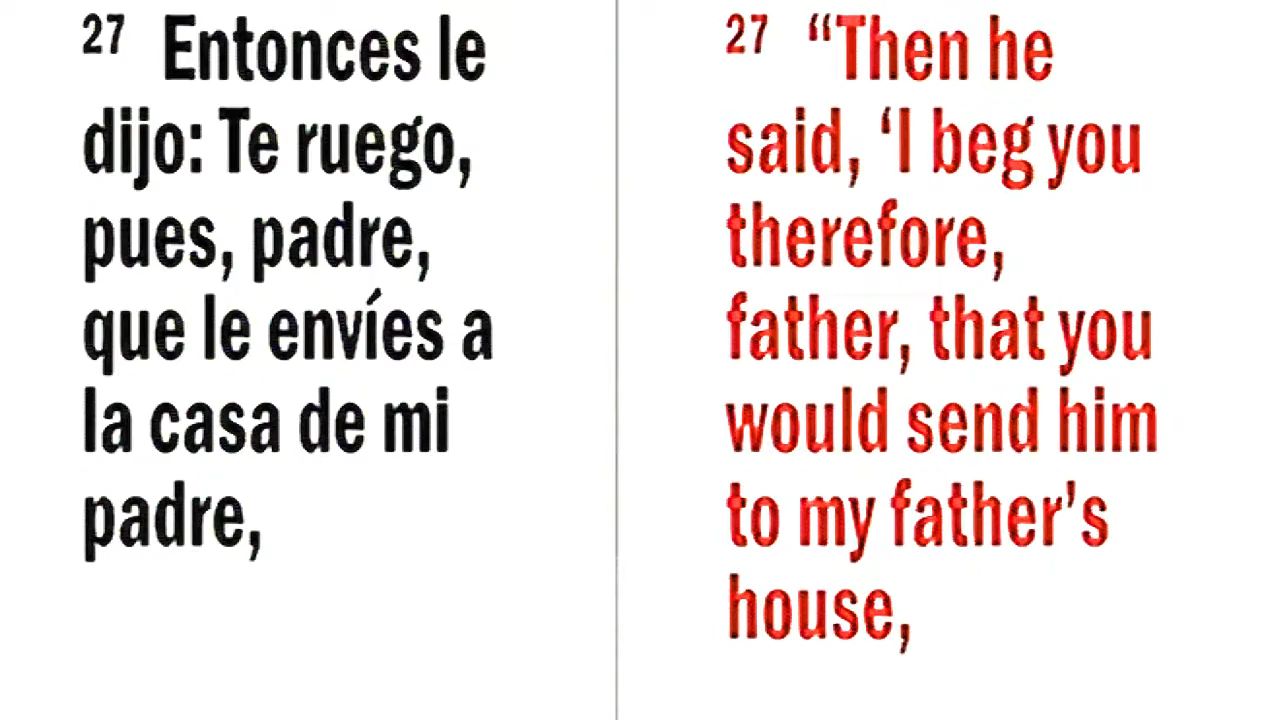 27 Entonces le
dijo: Te ruego,
pues, padre,
que le envíes a
la casa de mi
padre,
27 “Then he
said, ‘I beg you
therefore,
father, that you
would send him
to my father’s
house,